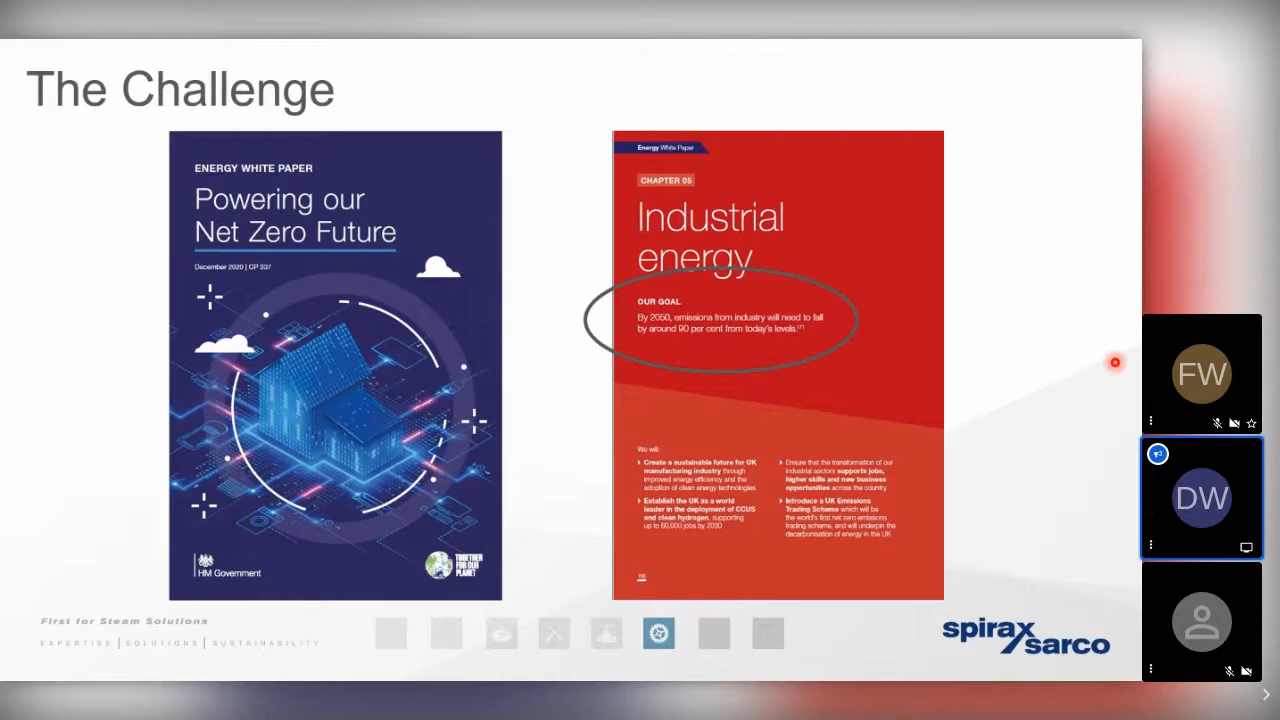 The Challenge
ENERGY WHITE PAPER
Powering our
Net Zero Future
December 2020 | CP 337
HM Government
TOGETHER
FOR OUR
PLANET
Energy White Paper
CHAPTER 05
Industrial
energy
OUR GOAL
By 2050, emissions from industry will need to fall
by around 90 per cent from today's levels.
We will:
Create a sustainable future for UK
manufacturing industry through
improved energy efficiency and the
adoption of clean energy technologies
Establish the UK as a world
leader in the deployment of CCUS
and clean hydrogen, supporting
up to 60,000 jobs by 2030
Ensure that the transformation of our
industrial sectors supports jobs,
higher skills and new business
opportunities across the country
Introduce a UK Emissions
Trading Scheme which will be
the world's first net zero emissions
trading scheme, and will underpin the
decarbonisation of energy in the UK
First for Steam Solutions
EXPERTISE | SOLUTIONS | SUSTAINABILITY
spirax
sarco
FW
DW